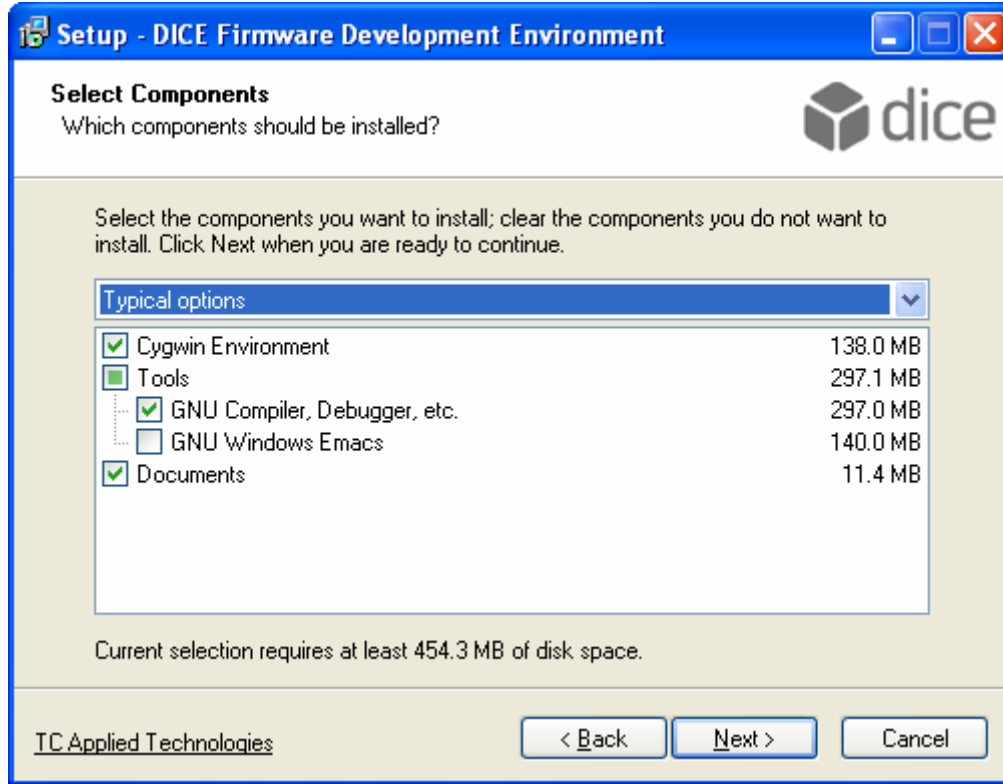 Setup - DICE Firmware Development Environment
Select Components
Which components should be installed?
dice
Select the components you want to install; clear the components you do not want to
install. Click Next when you are ready to continue.
Typical options
Cygwin Environment 138.0 MB
Tools 297.1 MB
GNU Compiler, Debugger, etc. 297.0 MB
GNU Windows Emacs 140.0 MB
Documents 11.4 MB
Current selection requires at least 454.3 MB of disk space.
TC Applied Technologies
< Back
Next >
Cancel